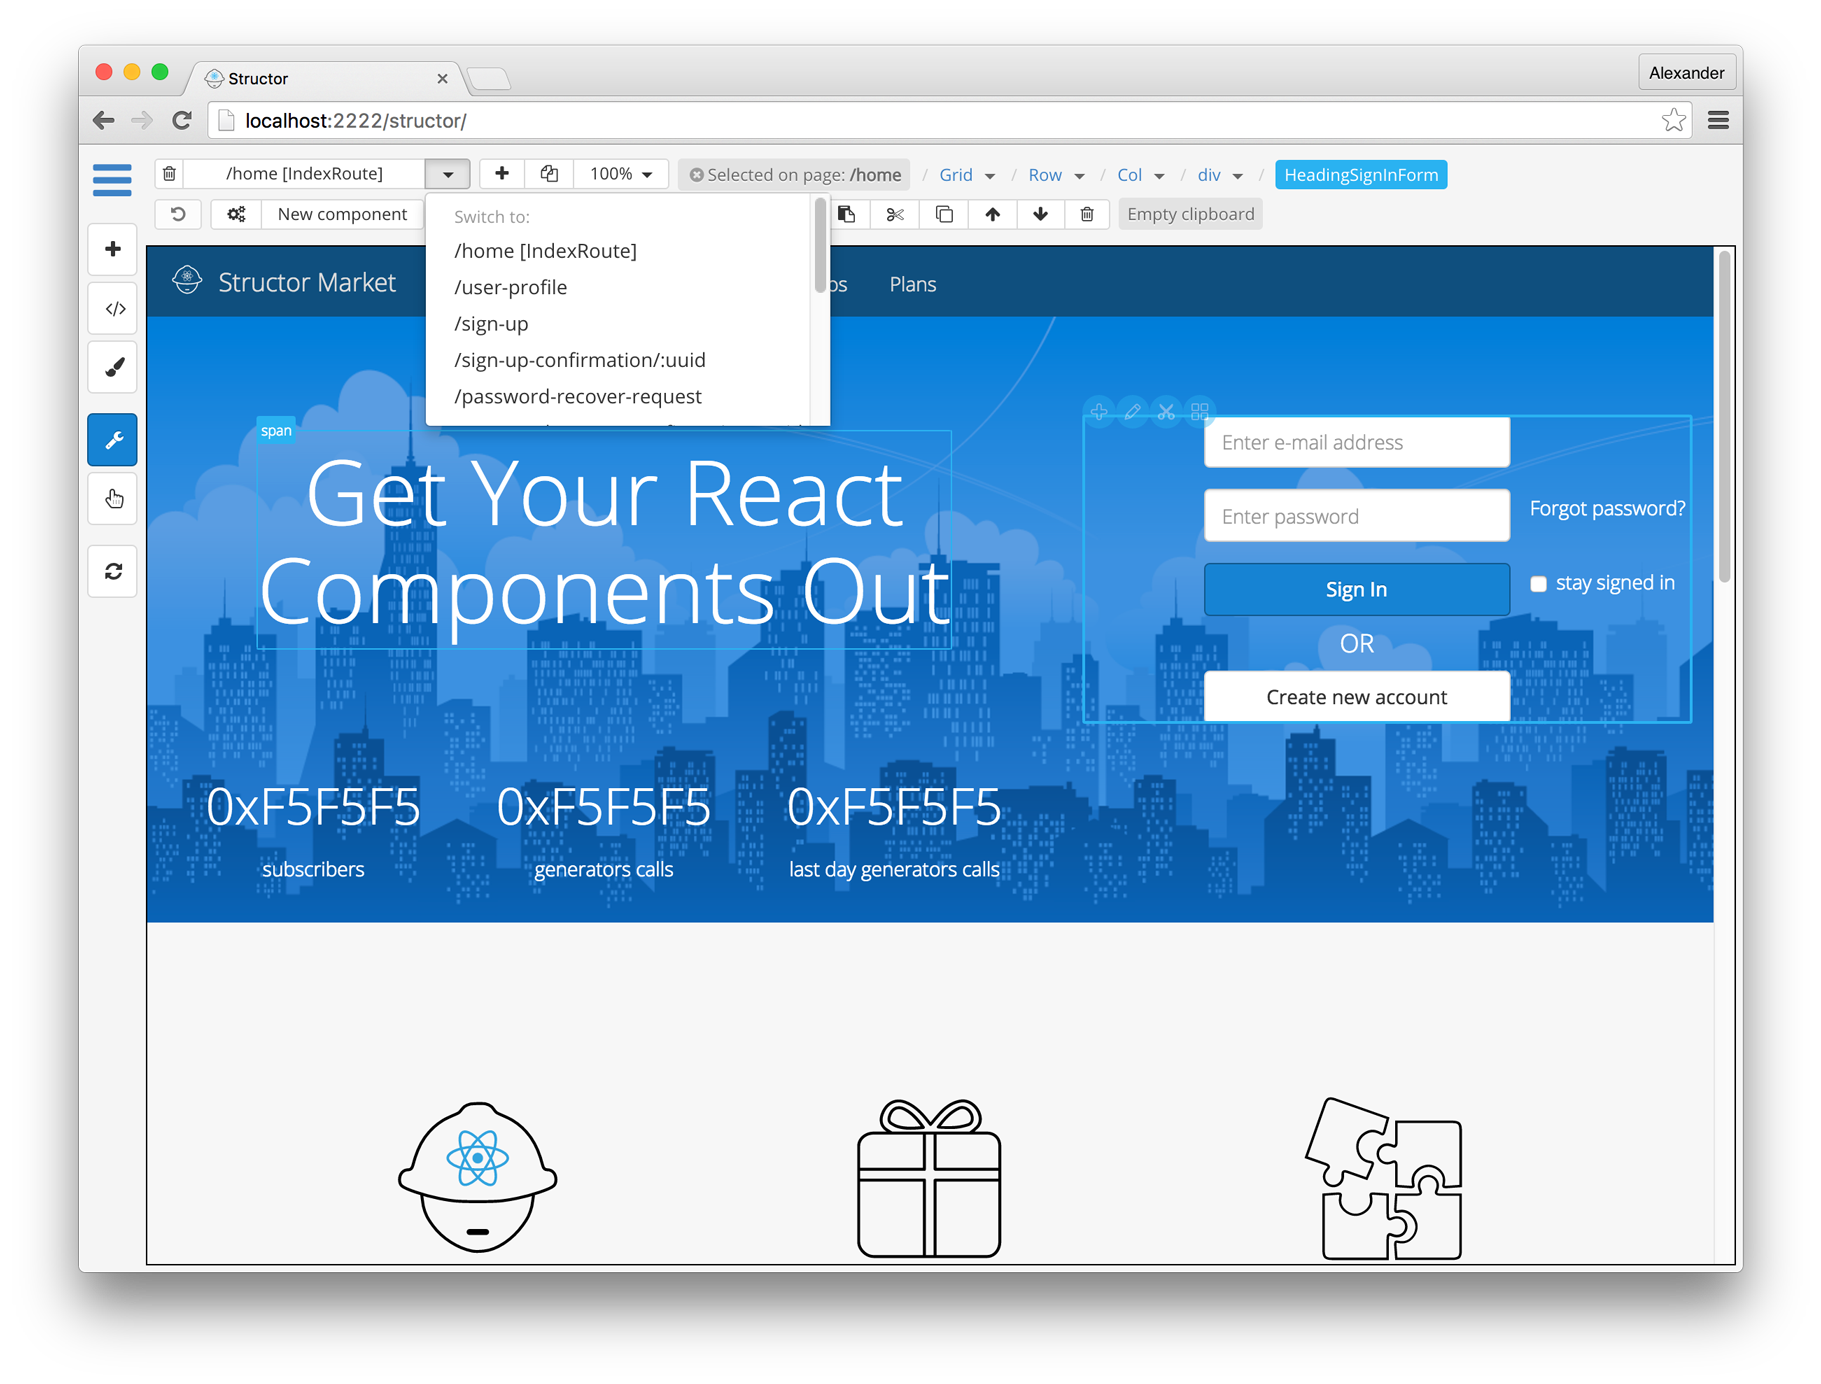 Structor
Alexander
localhost:2222/structor/
/home [IndexRoute]
100%
Selected on page: /home / Grid / Row / Col / div / HeadingSignInForm
New component
Empty clipboard
Switch to:
/home [IndexRoute]
/user-profile
/sign-up
/sign-up-confirmation/:uuid
/password-recover-request
Structor Market
Plans
span
Get Your React
Components Out
Enter e-mail address
Enter password
Forgot password?
Sign In
stay signed in
OR
Create new account
0xF5F5F5
0xF5F5F5
0xF5F5F5
subscribers
generators calls
last day generators calls